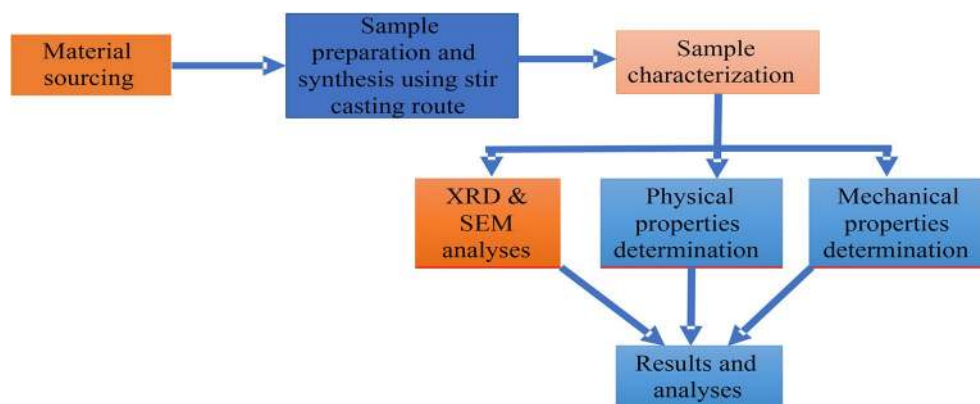 Material
sourcing
Sample
preparation and
synthesis using stir
casting route
Sample
characterization
XRD &
SEM
analyses
Physical
properties
determination
Mechanical
properties
determination
Results and
analyses